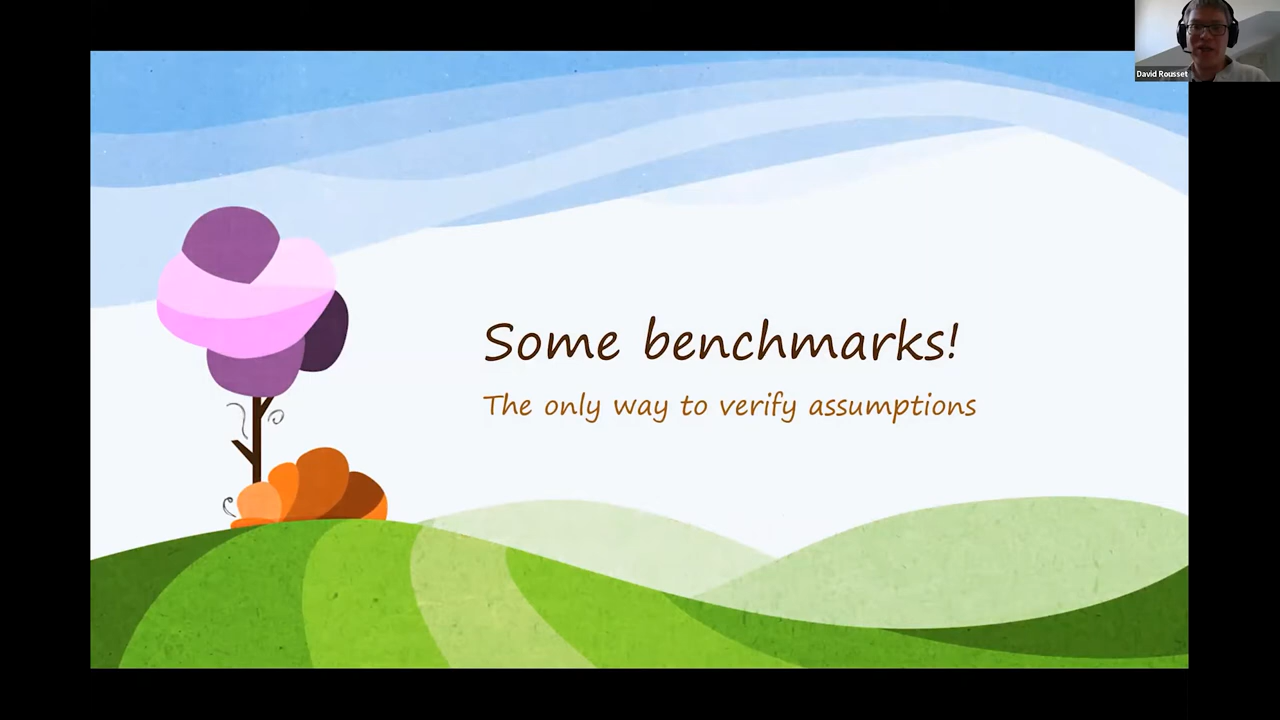 David Rousset
Some benchmarks!
The only way to verify assumptions